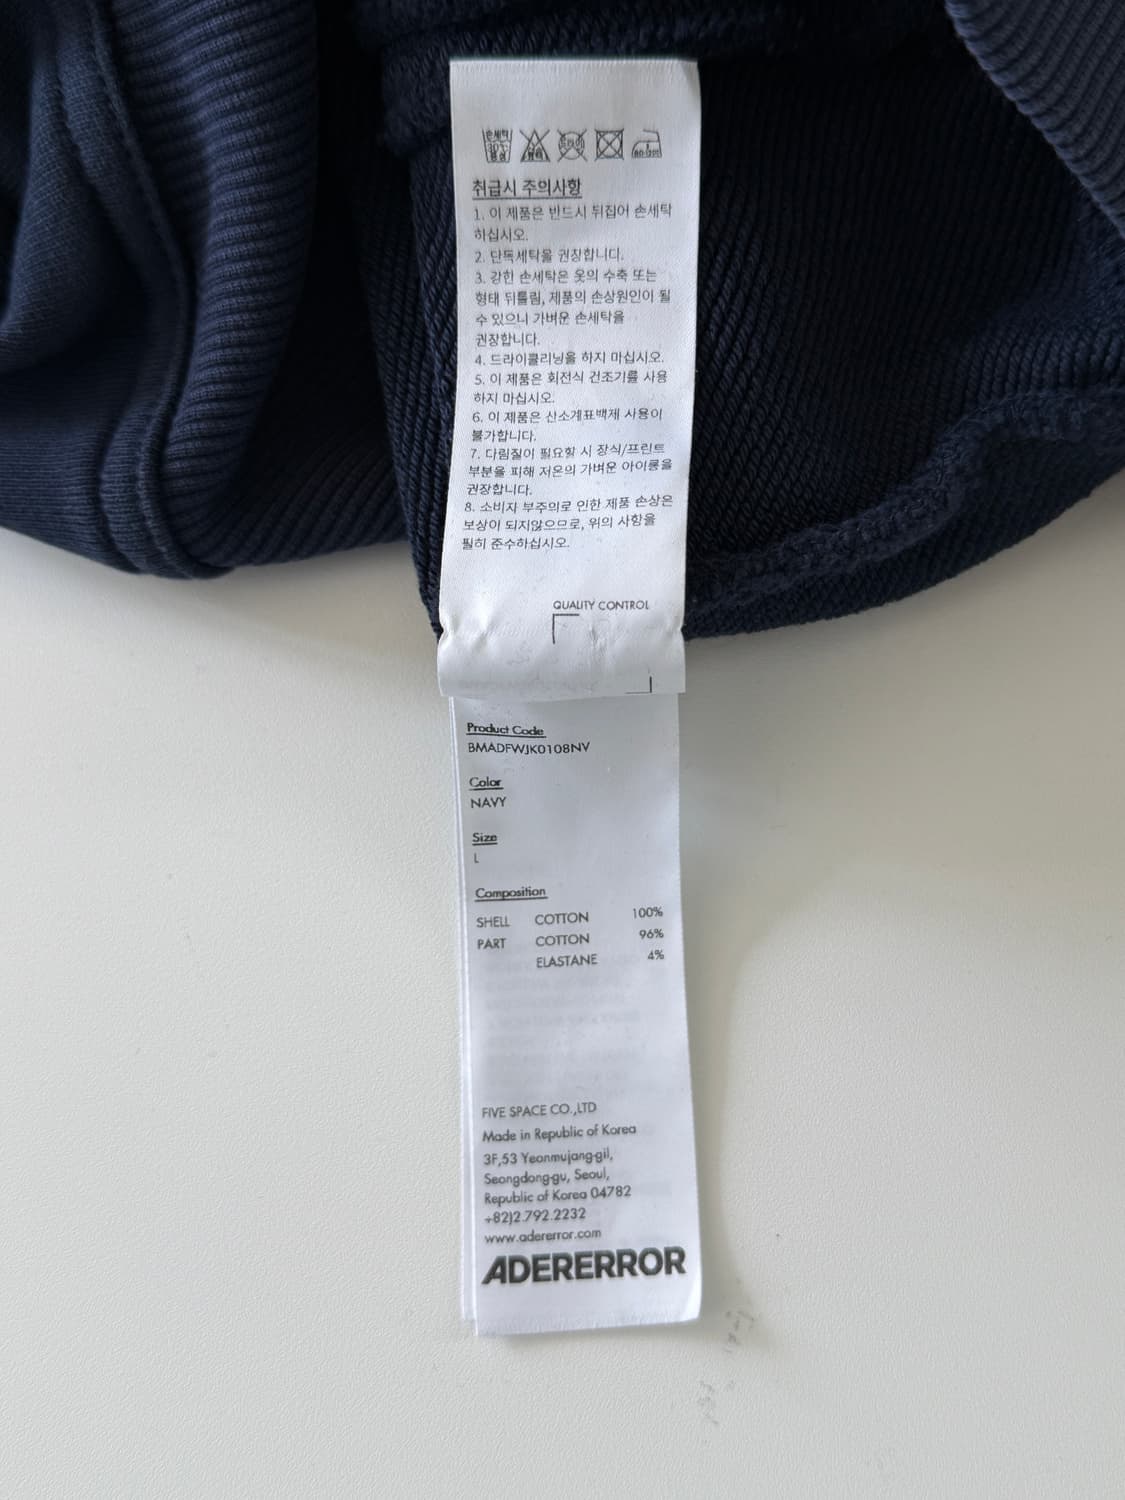 손세탁
30℃
중성
80-120
취급시 주의사항
1. 이 제품은 반드시 뒤집어 손세탁
하십시오.
2. 단독세탁을 권장합니다.
3. 강한 손세탁은 옷의 수축 또는
형태 뒤틀림, 제품의 손상원인이 될
수 있으니 가벼운 손세탁을
권장합니다.
4. 드라이클리닝을 하지 마십시오.
5. 이 제품은 회전식 건조기를 사용
하지 마십시오.
6. 이 제품은 산소계표백제 사용이
불가합니다.
7. 다림질이 필요할 시 장식/프린트
부분을 피해 저온의 가벼운 아이롱을
권장합니다.
8. 소비자 부주의로 인한 제품 손상은
보상이 되지않으므로, 위의 사항을
필히 준수하십시오.
QUALITY CONTROL
Product Code
BMADFWJK0108NV
Color
NAVY
Size
L
Composition
SHELL COTTON 100%
PART COTTON 96%
ELASTANE 4%
FIVE SPACE CO.,LTD
Made in Republic of Korea
3F,53 Yeonmujang-gil,
Seongdong-gu, Seoul,
Republic of Korea 04782
+82)2.792.2232
www.adererror.com
ADERERROR